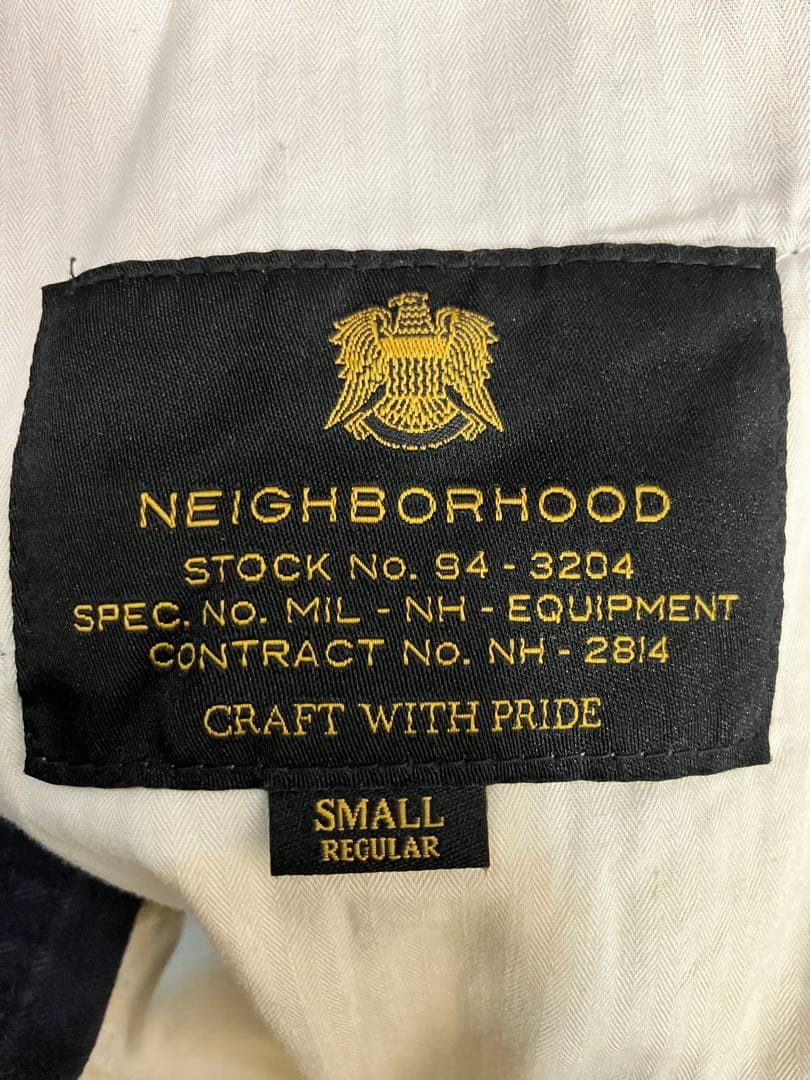 NEIGHBORHOOD
STOCK No. 94 - 3204
SPEC. NO. MIL - NH - EQUIPMENT
CONTRACT No. NH - 2814
CRAFT WITH PRIDE
SMALL
REGULAR